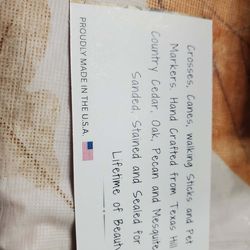 Crosses, Canes, walking Sticks and Pet
Markers. Hand Crafted from Texas Hill
Country Cedar, Oak, Pecan and Mesquite
Sanded, Stained and Sealed for
Lifetime of Beauty
PROUDLY MADE IN THE U.S.A.